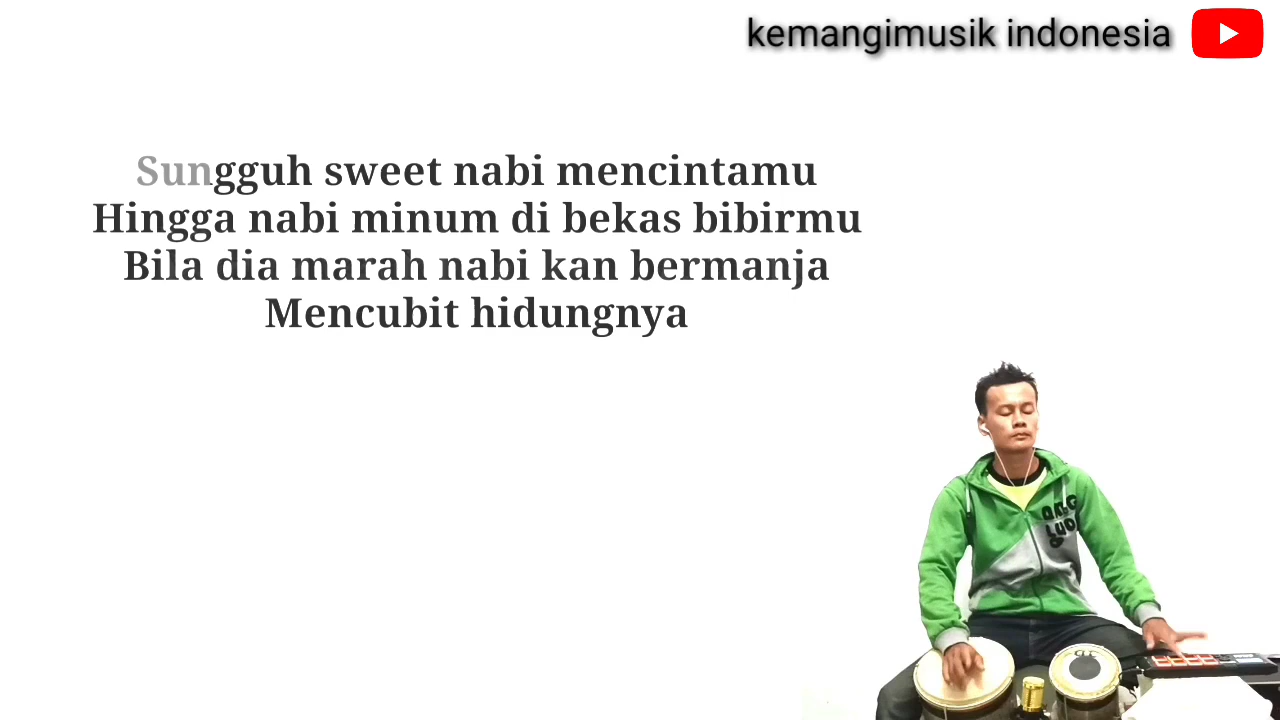 kemangimusik indonesia
Sungguh sweet nabi mencintamu
Hingga nabi minum di bekas bibirmu
Bila dia marah nabi kan bermanja
Mencubit hidungnya